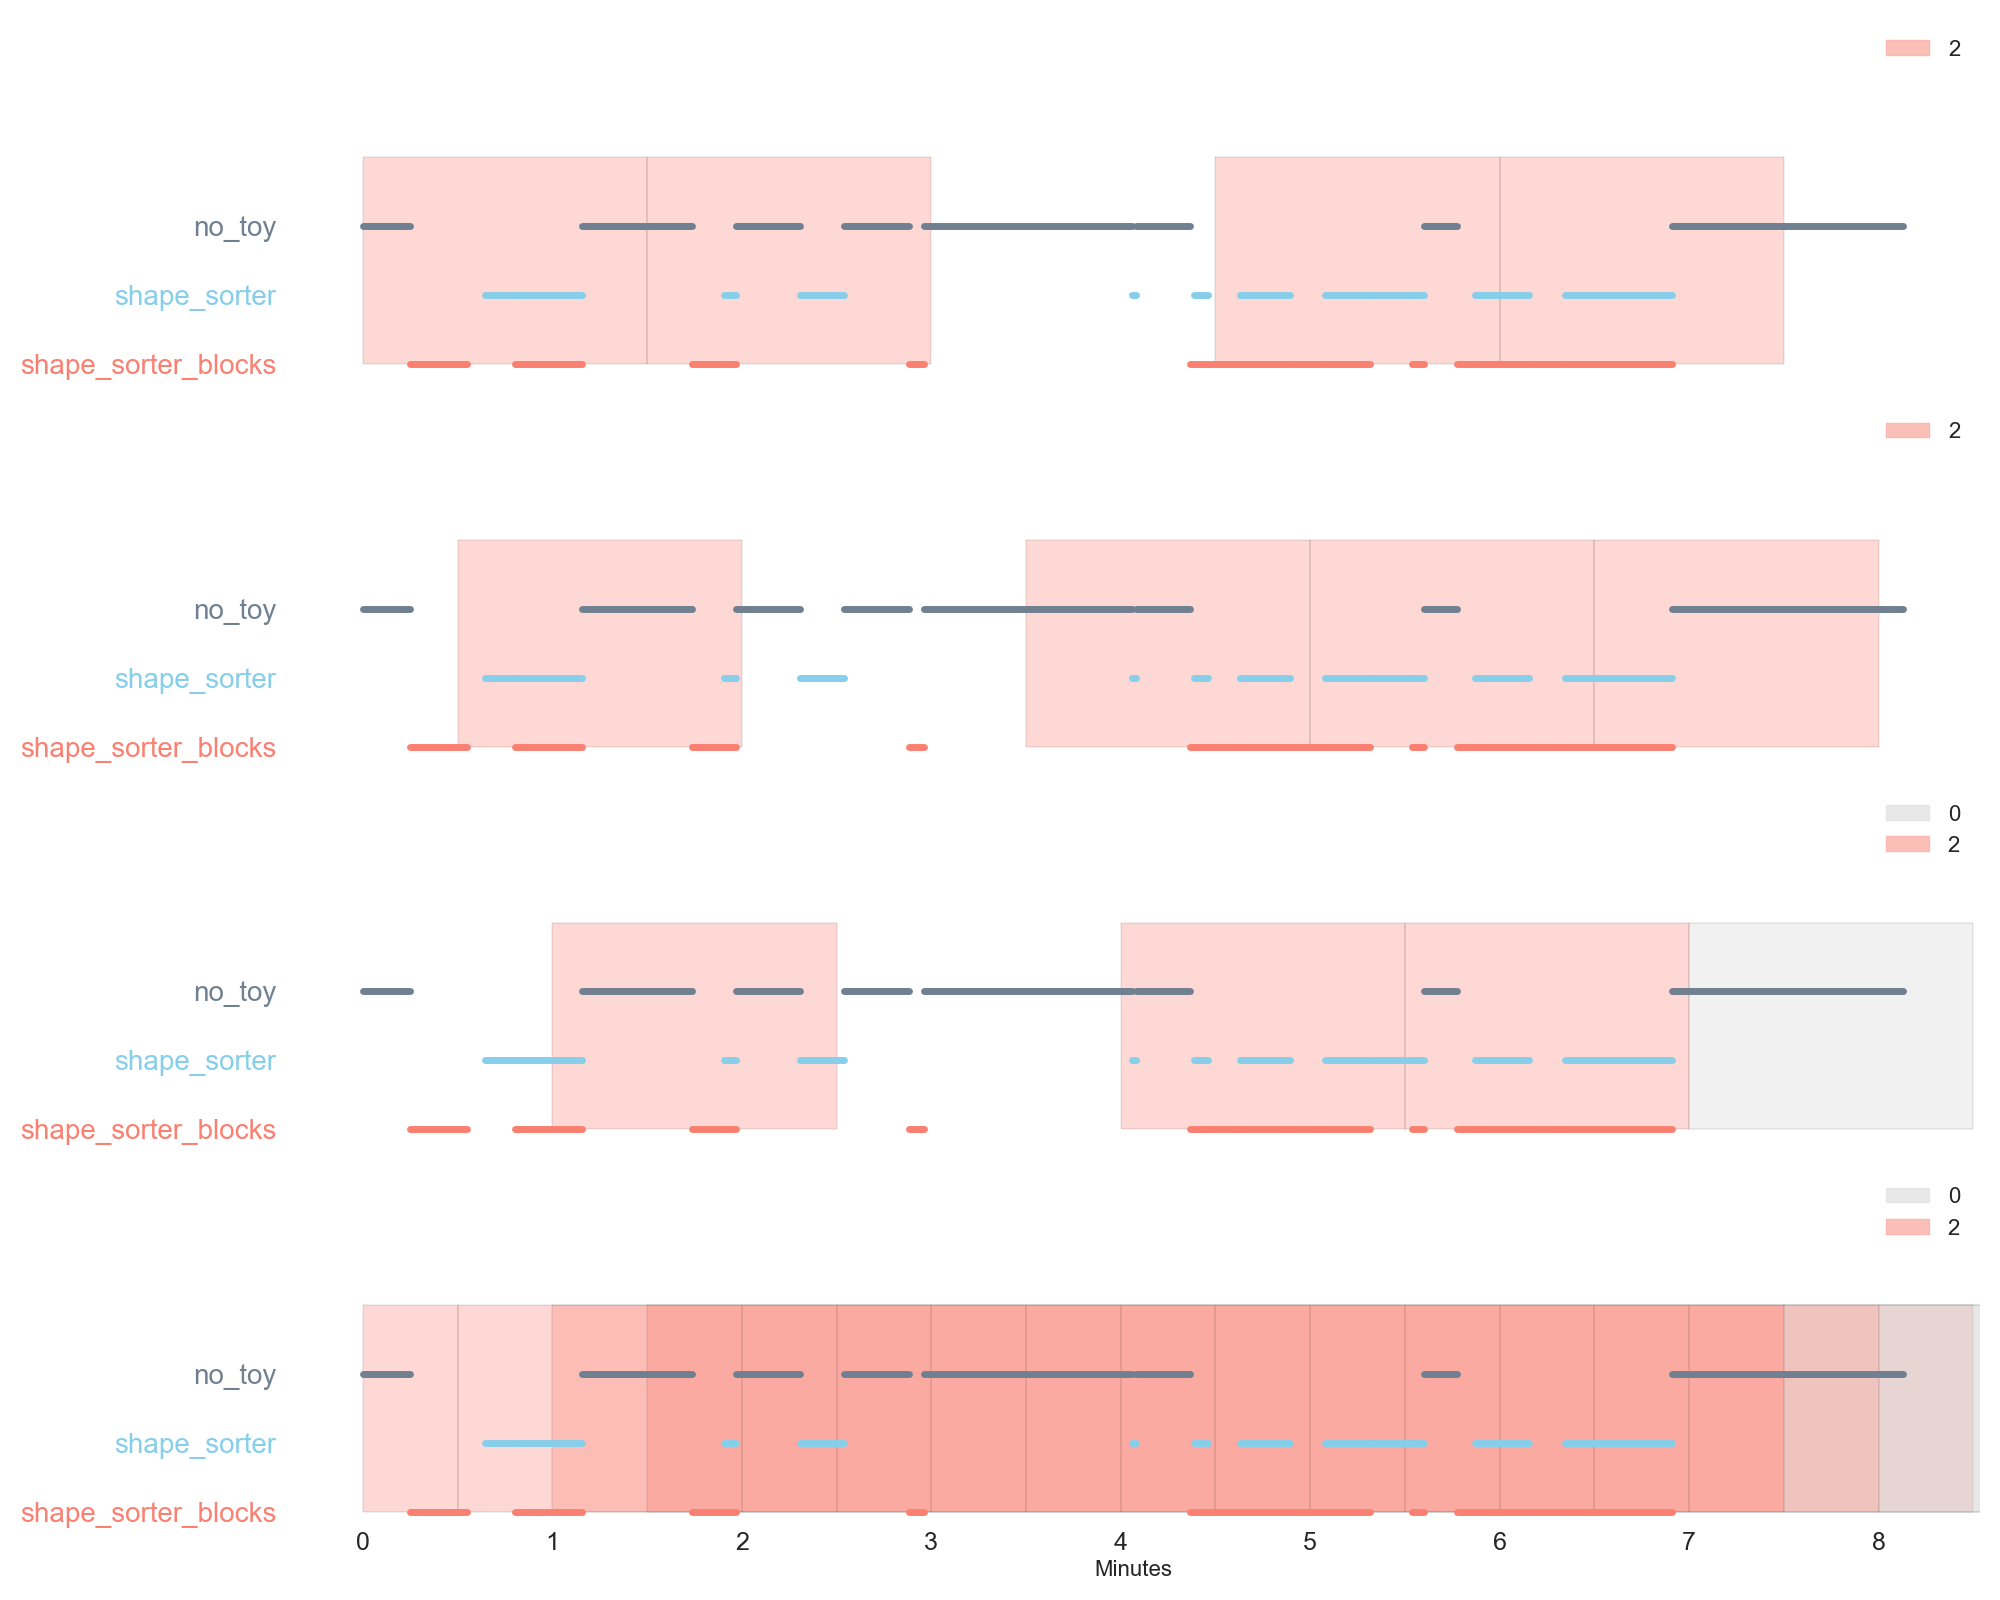 2
no_toy
shape_sorter
shape_sorter_blocks
2
no_toy
shape_sorter
shape_sorter_blocks
0
2
no_toy
shape_sorter
shape_sorter_blocks
0
2
no_toy
shape_sorter
shape_sorter_blocks
0 1 2 3 4 5 6 7 8
Minutes